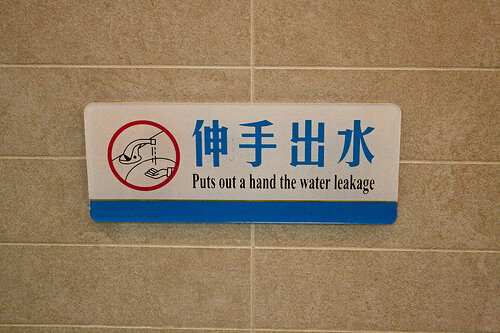 伸手出水
Puts out a hand the water leakage